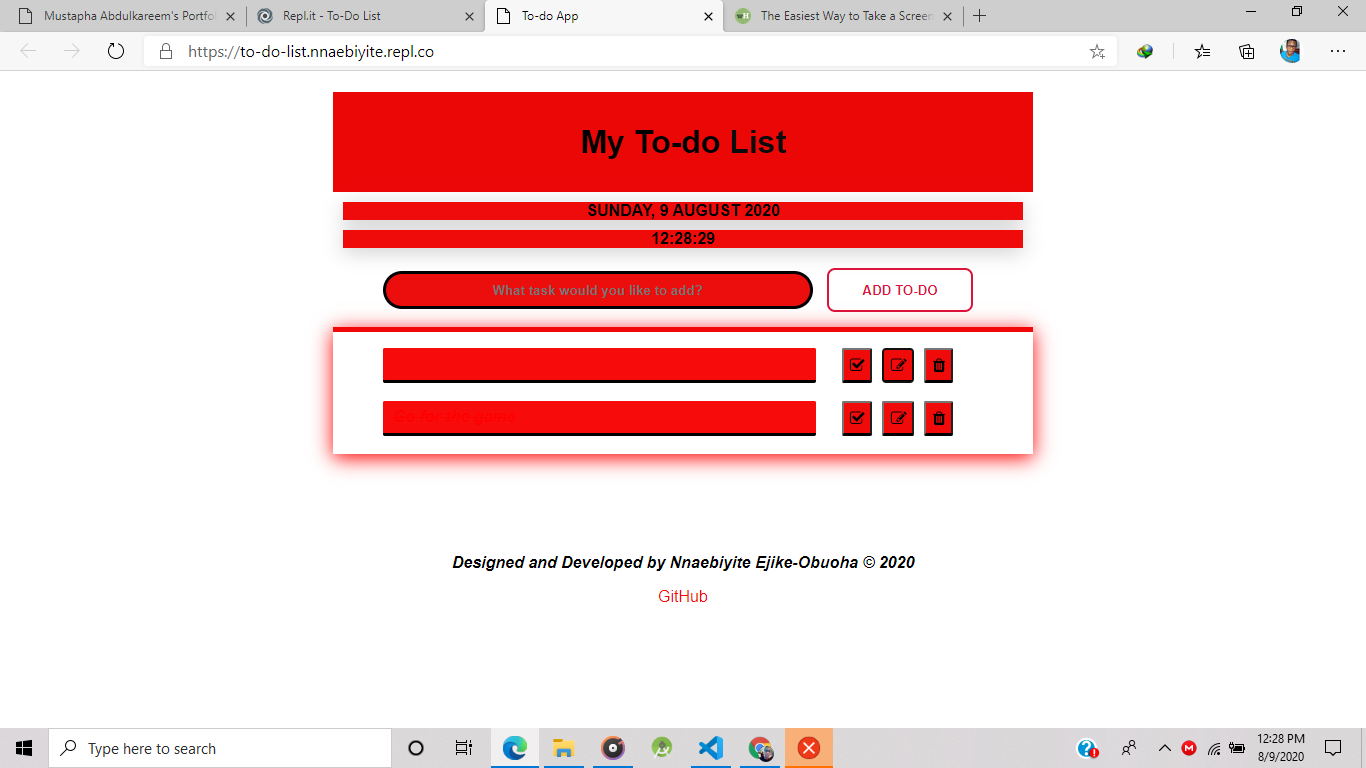 Mustapha Abdulkareem's Portfol
Repl.it - To-Do List
To-do App
The Easiest Way to Take a Screen
https://to-do-list.nnaebiyite.repl.co
My To-do List
SUNDAY, 9 AUGUST 2020
12:28:29
What task would you like to add?
ADD TO-DO
Go for the game
Designed and Developed by Nnaebiyite Ejike-Obuoha © 2020
GitHub
Type here to search
12:28 PM
8/9/2020